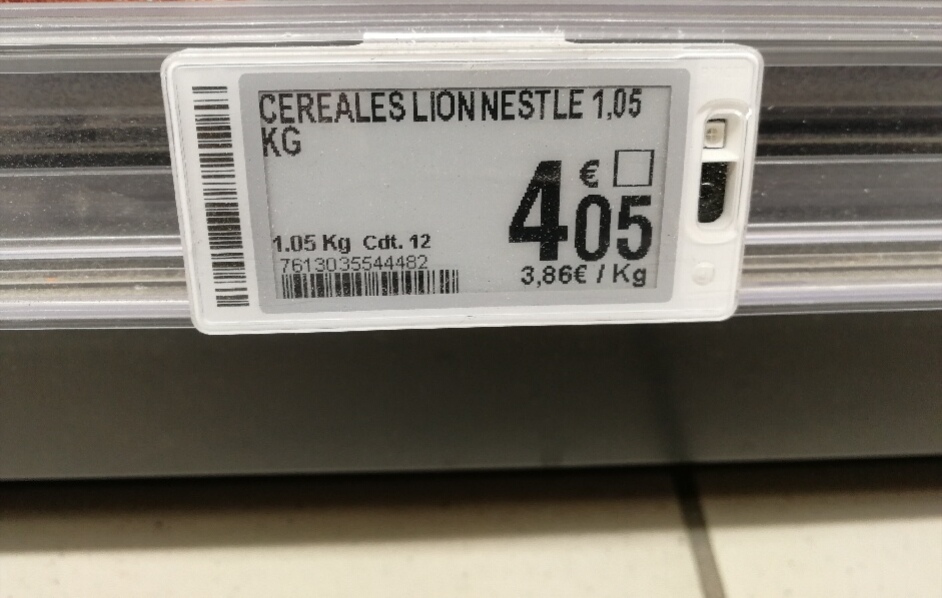 CEREALES LION NESTLE 1,05
KG
4€05
1.05 Kg Cdt. 12
7613035544482
3,86€ / Kg